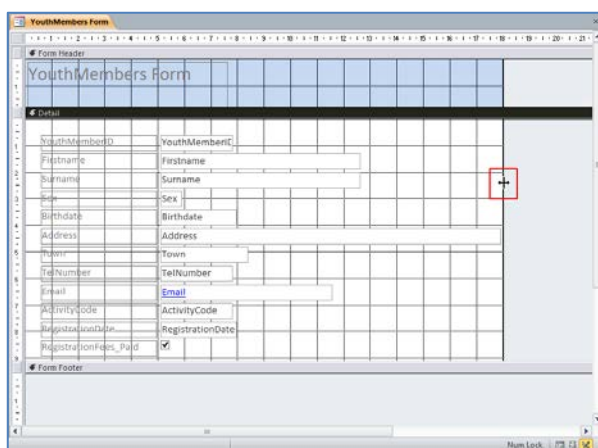 YouthMembers Form
Form Header
YouthMembers Form
Detail
YouthMemberID YouthMemberID
Firstname Firstname
Surname Surname
Sex Sex
Birthdate Birthdate
Address Address
Town Town
TelNumber TelNumber
Email Email
ActivityCode ActivityCode
RegistrationDate RegistrationDate
RegistrationFees_Paid
Form Footer
Num Lock